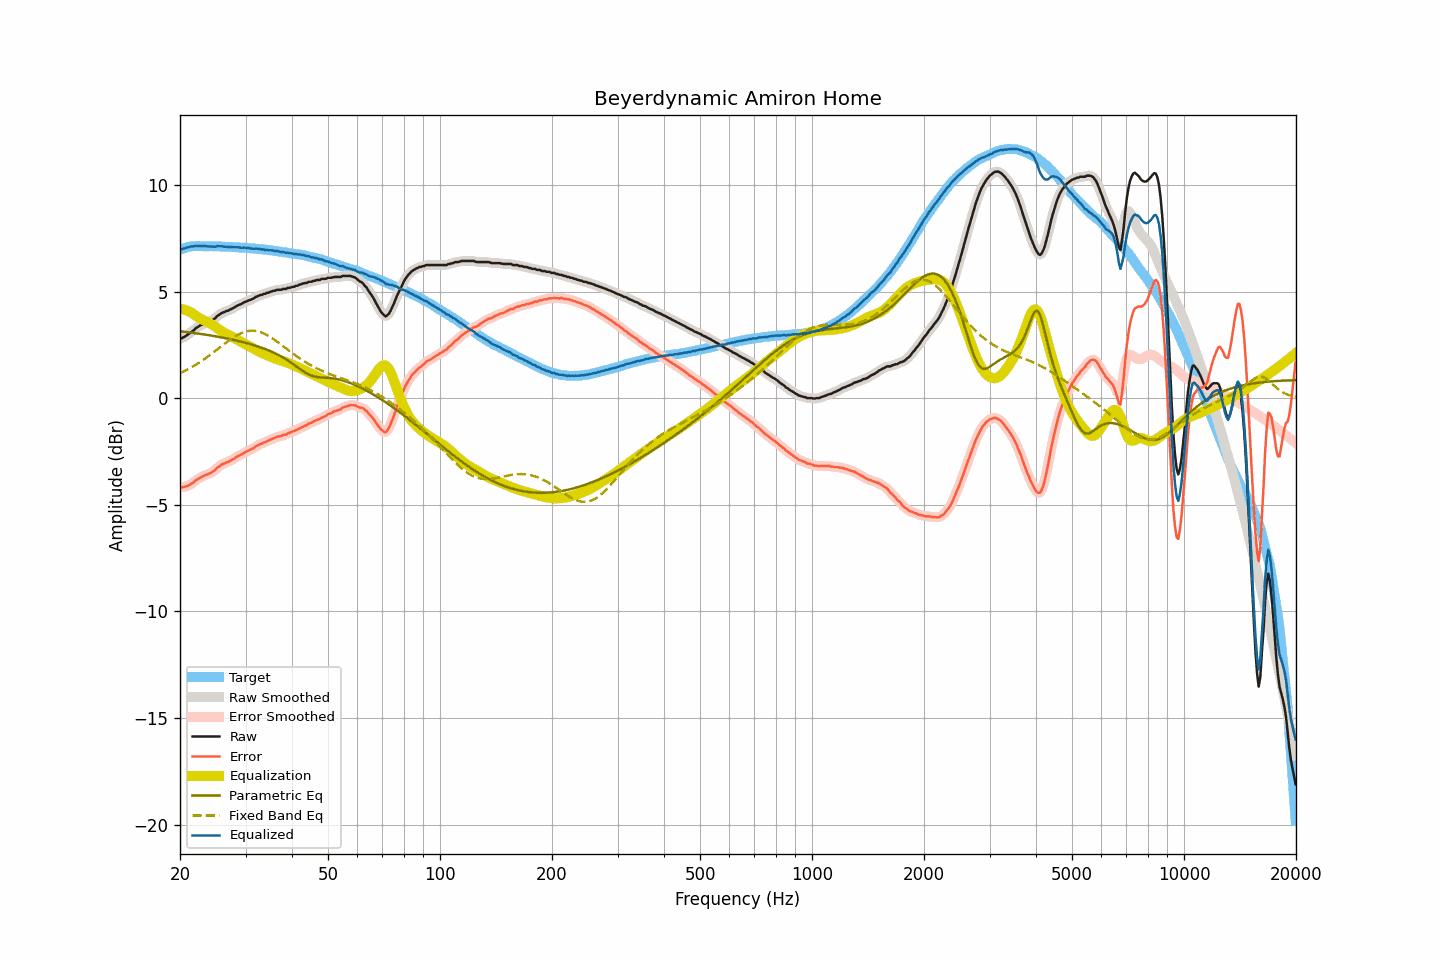 Beyerdynamic Amiron Home
Amplitude (dBr)
10
5
0
−5
−10
−15
−20
Target
Raw Smoothed
Error Smoothed
Raw
Error
Equalization
Parametric Eq
Fixed Band Eq
Equalized
20 50 100 200 500 1000 2000 5000 10000 20000
Frequency (Hz)